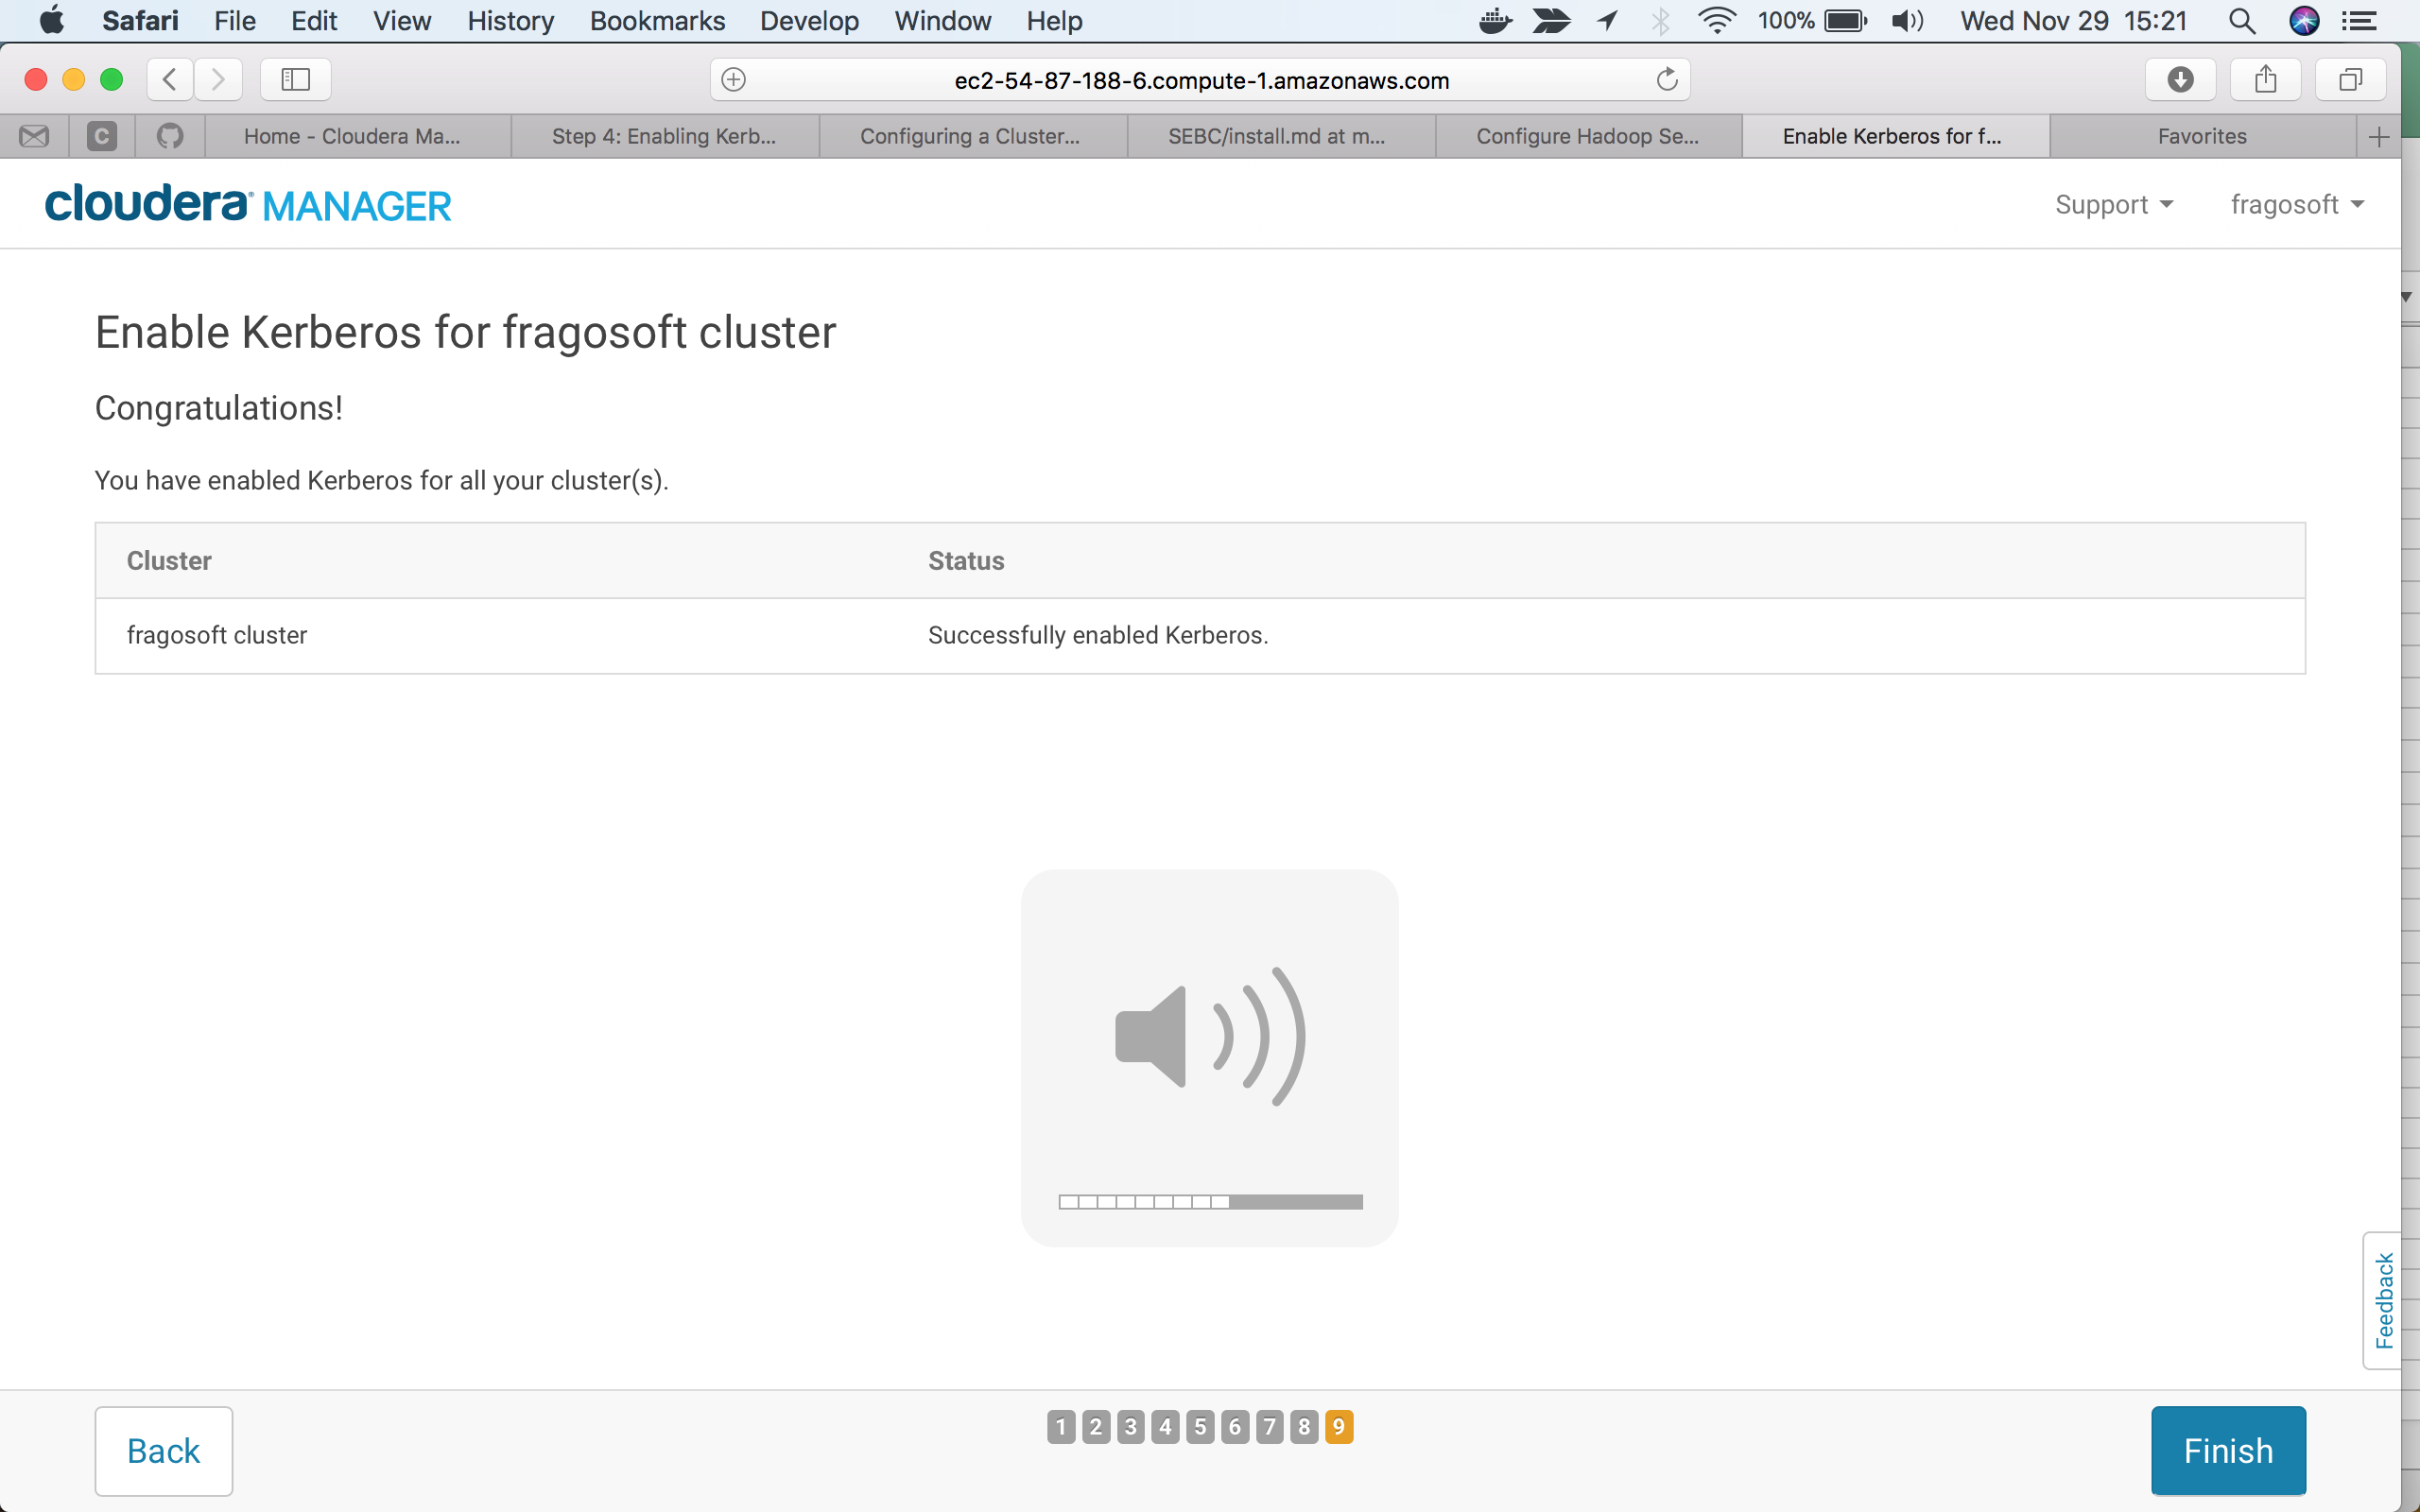 Safari File Edit View History Bookmarks Develop Window Help 100% Wed Nov 29 15:21
ec2-54-87-188-6.compute-1.amazonaws.com
C Home - Cloudera Ma... Step 4: Enabling Kerb... Configuring a Cluster... SEBC/install.md at m... Configure Hadoop Se... Enable Kerberos for f... Favorites
cloudera MANAGER Support fragosoft
Enable Kerberos for fragosoft cluster
Congratulations!
You have enabled Kerberos for all your cluster(s).
Cluster Status
fragosoft cluster Successfully enabled Kerberos.
Feedback
Back 1 2 3 4 5 6 7 8 9 Finish